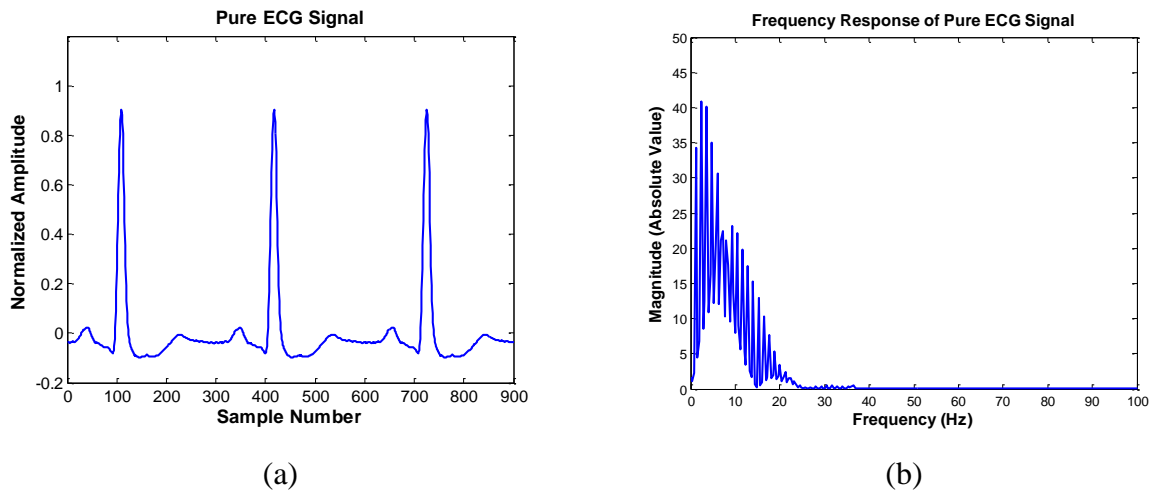 Pure ECG Signal
Normalized Amplitude
1
0.8
0.6
0.4
0.2
0
-0.2
0 100 200 300 400 500 600 700 800 900
Sample Number
(a)
Frequency Response of Pure ECG Signal
Magnitude (Absolute Value)
50
45
40
35
30
25
20
15
10
5
0
0 10 20 30 40 50 60 70 80 90 100
Frequency (Hz)
(b)